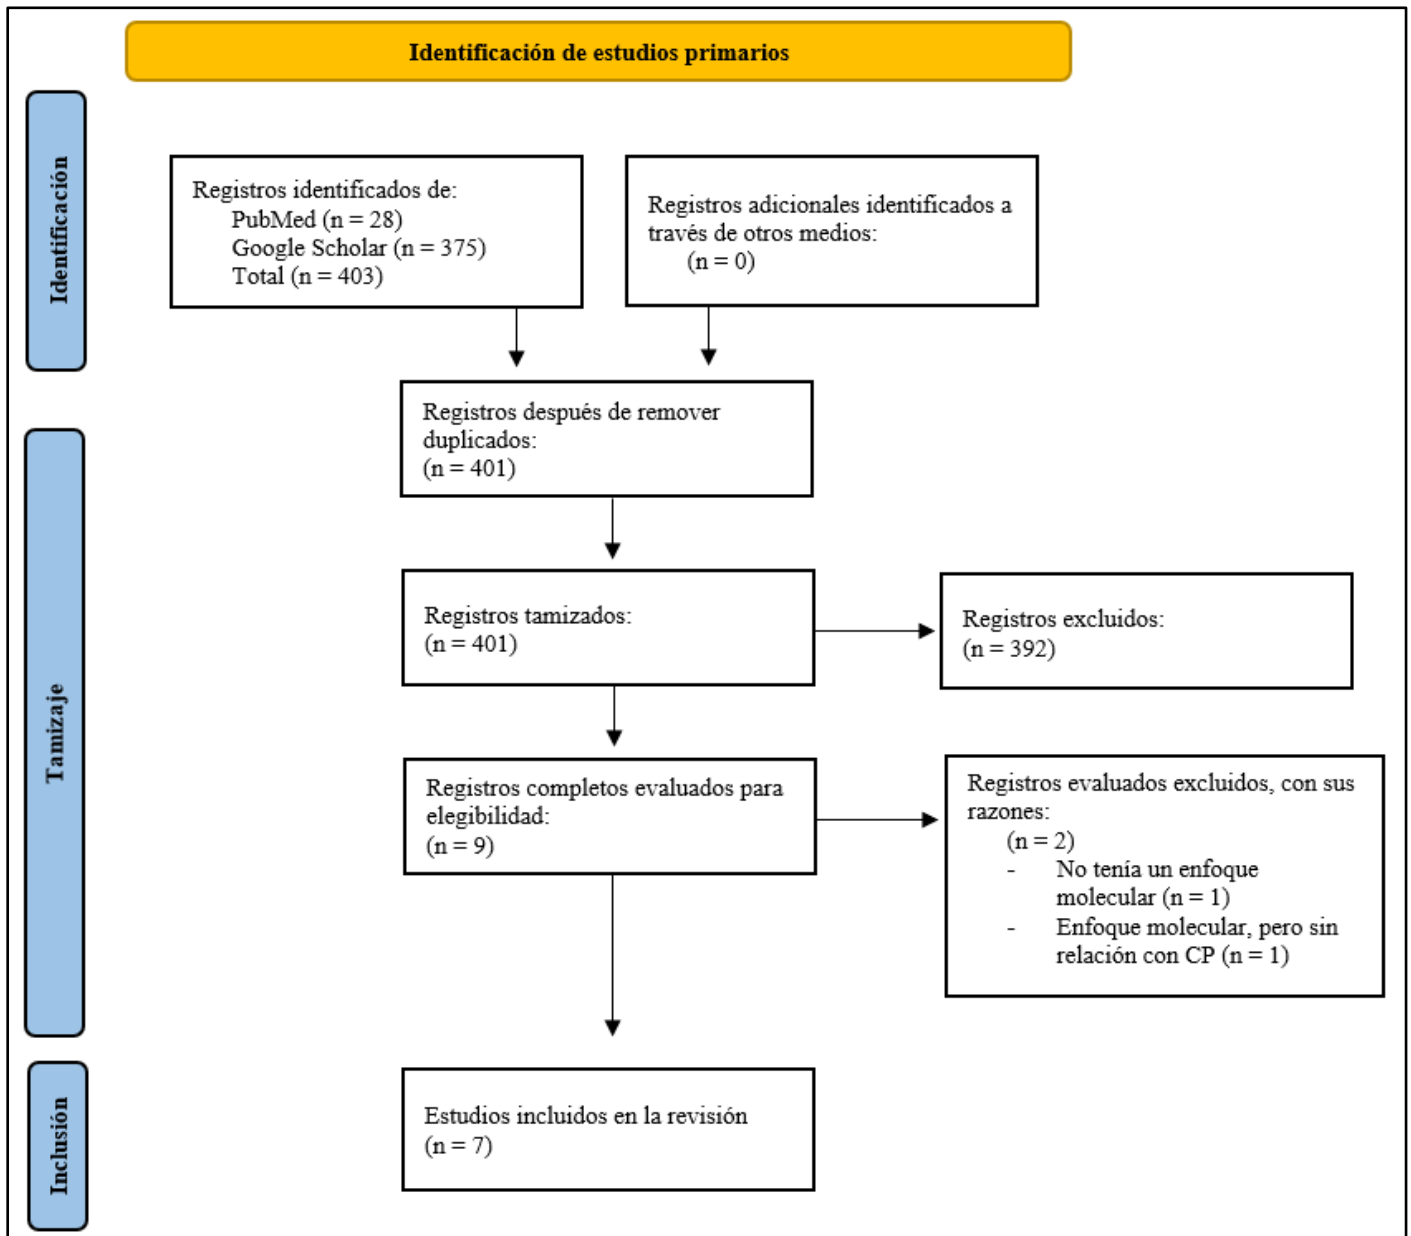 Identificación de estudios primarios
Identificación
Registros identificados de:
PubMed (n = 28)
Google Scholar (n = 375)
Total (n = 403)
Registros adicionales identificados a
través de otros medios:
(n = 0)
Registros después de remover
duplicados:
(n = 401)
Tamizaje
Registros tamizados:
(n = 401)
Registros excluidos:
(n = 392)
Registros completos evaluados para
elegibilidad:
(n = 9)
Registros evaluados excluidos, con sus
razones:
(n = 2)
- No tenía un enfoque
molecular (n = 1)
- Enfoque molecular, pero sin
relación con CP (n = 1)
Inclusión
Estudios incluidos en la revisión
(n = 7)